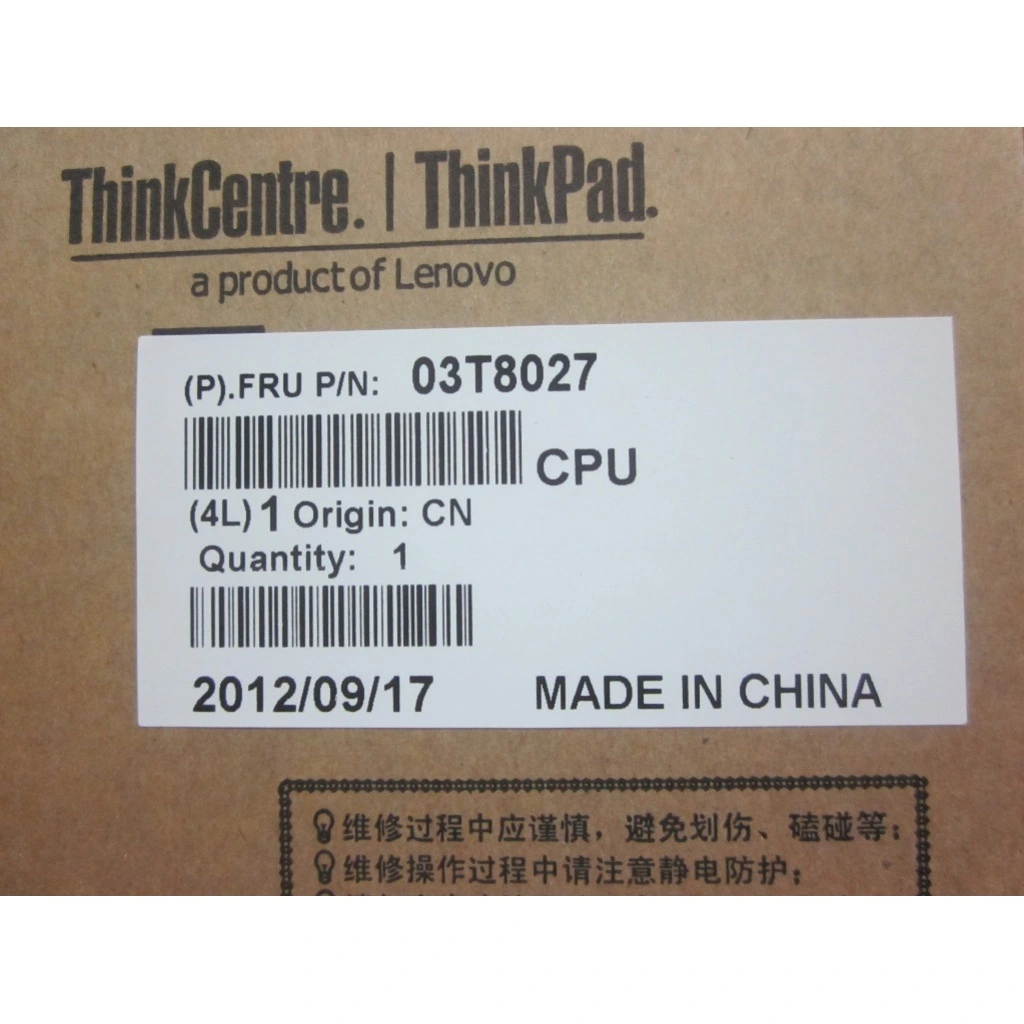 ThinkCentre. | ThinkPad.
a product of Lenovo
(P).FRU P/N: 03T8027
CPU
(4L) 1 Origin: CN
Quantity: 1
2012/09/17 MADE IN CHINA
维修过程中应谨慎，避免划伤、磕碰等；
维修操作过程中请注意静电防护；